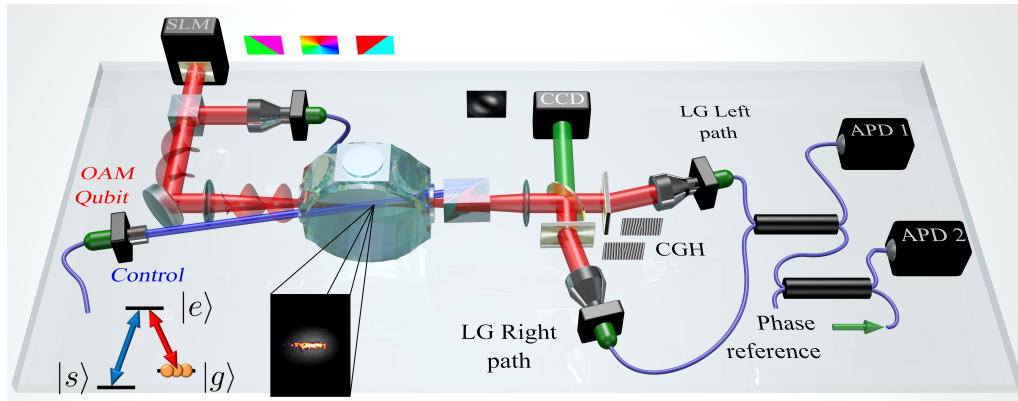 SLM
CCD
LG Left
path
APD 1
OAM
Qubit
APD 2
CGH
Control
|e⟩
LG Right
path
Phase
reference
|s⟩
|g⟩